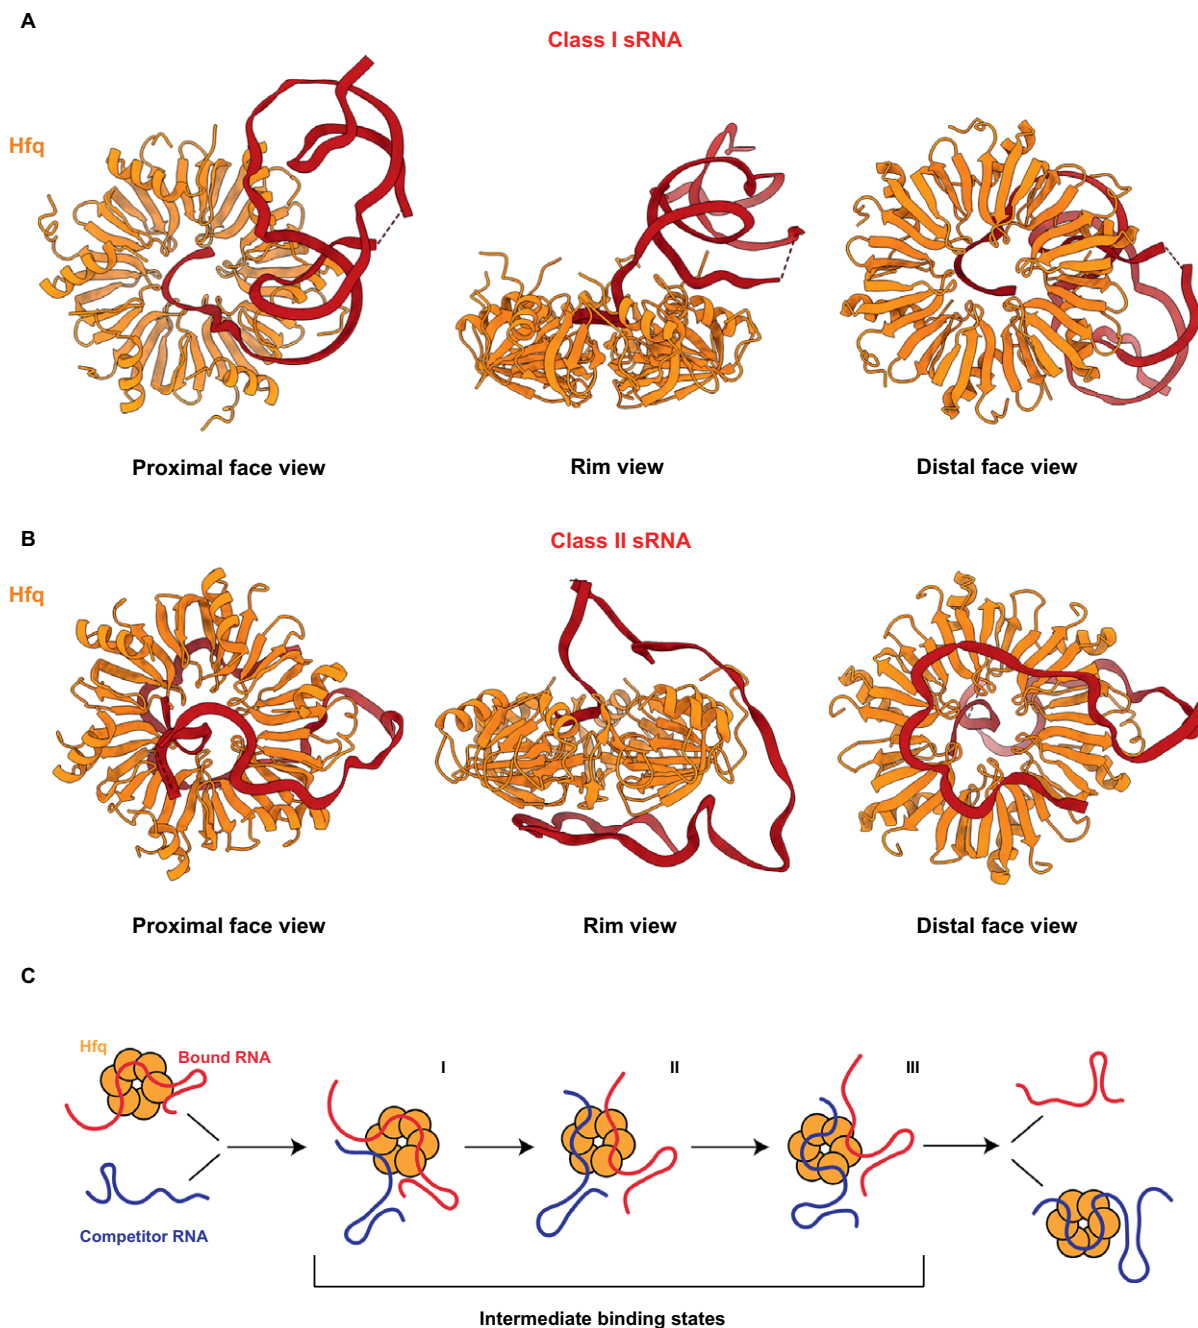 A
Class I sRNA
Hfq
Proximal face view
Rim view
Distal face view
B
Class II sRNA
Hfq
Proximal face view
Rim view
Distal face view
C
Hfq
Bound RNA
I
II
III
Competitor RNA
Intermediate binding states